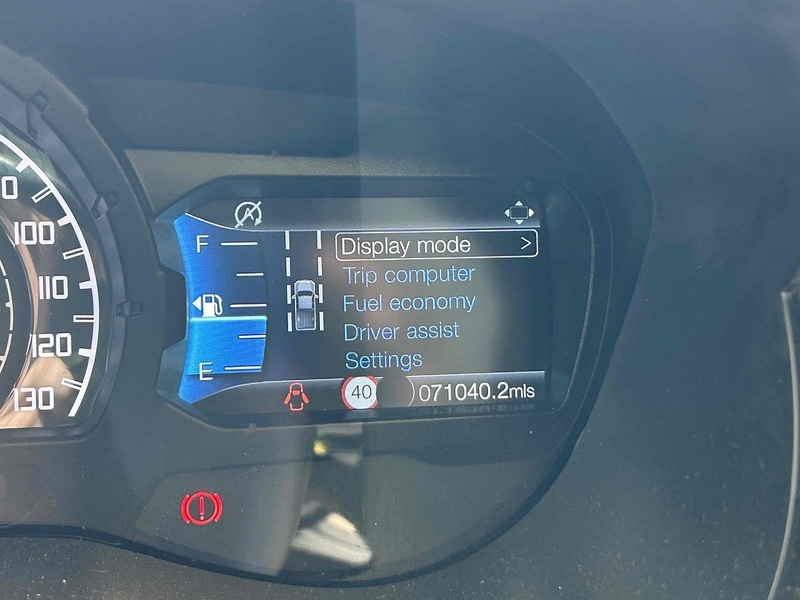 100
110
120
130
F
E
Display mode >
Trip computer
Fuel economy
Driver assist
Settings
40
071040.2mls